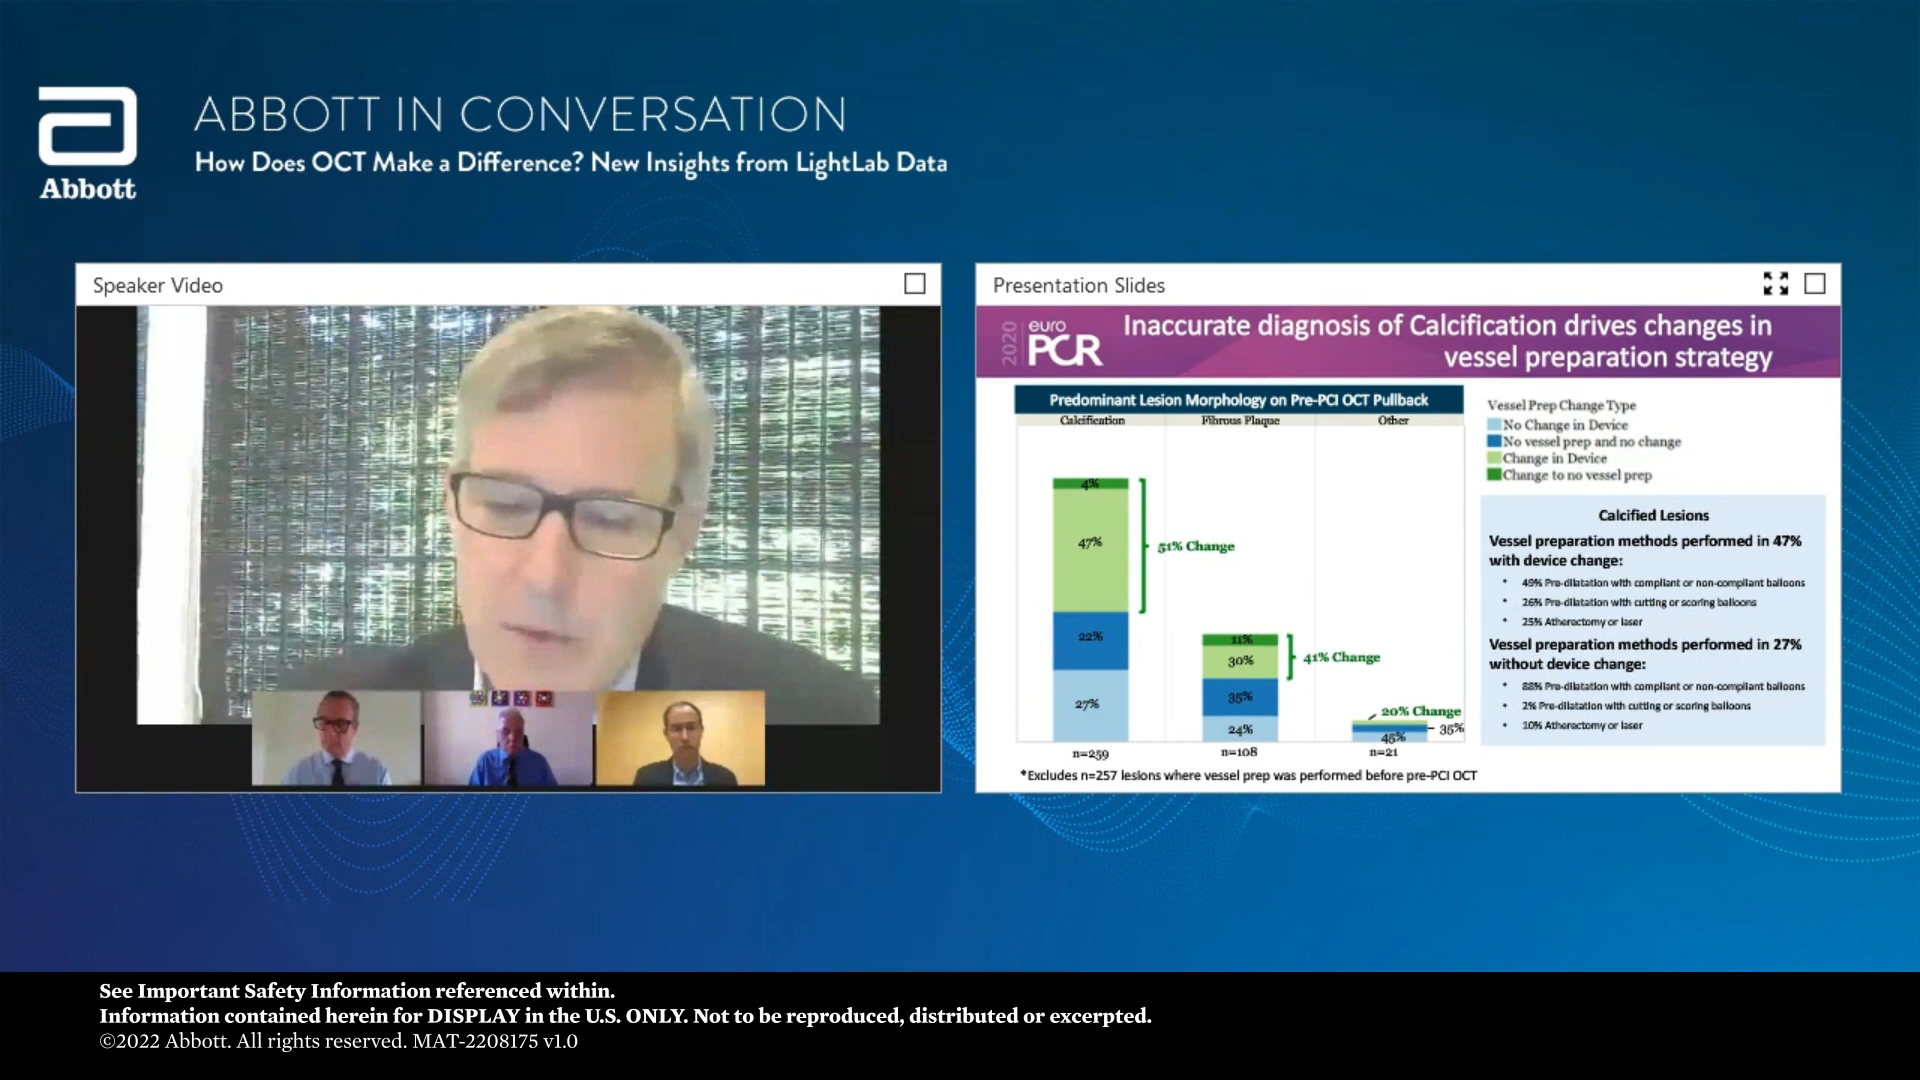 Abbott
ABBOTT IN CONVERSATION
How Does OCT Make a Difference? New Insights from LightLab Data
Speaker Video
Presentation Slides
2020
euro
PCR
Inaccurate diagnosis of Calcification drives changes in
vessel preparation strategy
Predominant Lesion Morphology on Pre-PCI OCT Pullback
Calcification
Fibrous Plaque
Other
4%
47%
51% Change
22%
27%
n=259
11%
30%
41% Change
35%
24%
n=108
20% Change
35%
45%
n=21
*Excludes n=257 lesions where vessel prep was performed before pre-PCI OCT
Vessel Prep Change Type
No Change in Device
No vessel prep and no change
Change in Device
Change to no vessel prep
Calcified Lesions
Vessel preparation methods performed in 47%
with device change:
• 49% Pre-dilatation with compliant or non-compliant balloons
• 26% Pre-dilatation with cutting or scoring balloons
• 25% Atherectomy or laser
Vessel preparation methods performed in 27%
without device change:
• 88% Pre-dilatation with compliant or non-compliant balloons
• 2% Pre-dilatation with cutting or scoring balloons
• 10% Atherectomy or laser
See Important Safety Information referenced within.
Information contained herein for DISPLAY in the U.S. ONLY. Not to be reproduced, distributed or excerpted.
©2022 Abbott. All rights reserved. MAT-2208175 v1.0